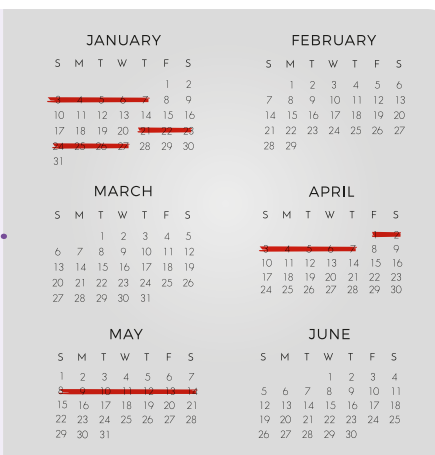 JANUARY
S M T W T F S
1 2
3 4 5 6 7 8 9
10 11 12 13 14 15 16
17 18 19 20 21 22 23
24 25 26 27 28 29 30
31
FEBRUARY
S M T W T F S
1 2 3 4 5 6
7 8 9 10 11 12 13
14 15 16 17 18 19 20
21 22 23 24 25 26 27
28 29
MARCH
S M T W T F S
1 2 3 4 5
6 7 8 9 10 11 12
13 14 15 16 17 18 19
20 21 22 23 24 25 26
27 28 29 30 31
APRIL
S M T W T F S
1 2
3 4 5 6 7 8 9
10 11 12 13 14 15 16
17 18 19 20 21 22 23
24 25 26 27 28 29 30
MAY
S M T W T F S
1 2 3 4 5 6 7
8 9 10 11 12 13 14
15 16 17 18 19 20 21
22 23 24 25 26 27 28
29 30 31
JUNE
S M T W T F S
1 2 3 4
5 6 7 8 9 10 11
12 13 14 15 16 17 18
19 20 21 22 23 24 25
26 27 28 29 30